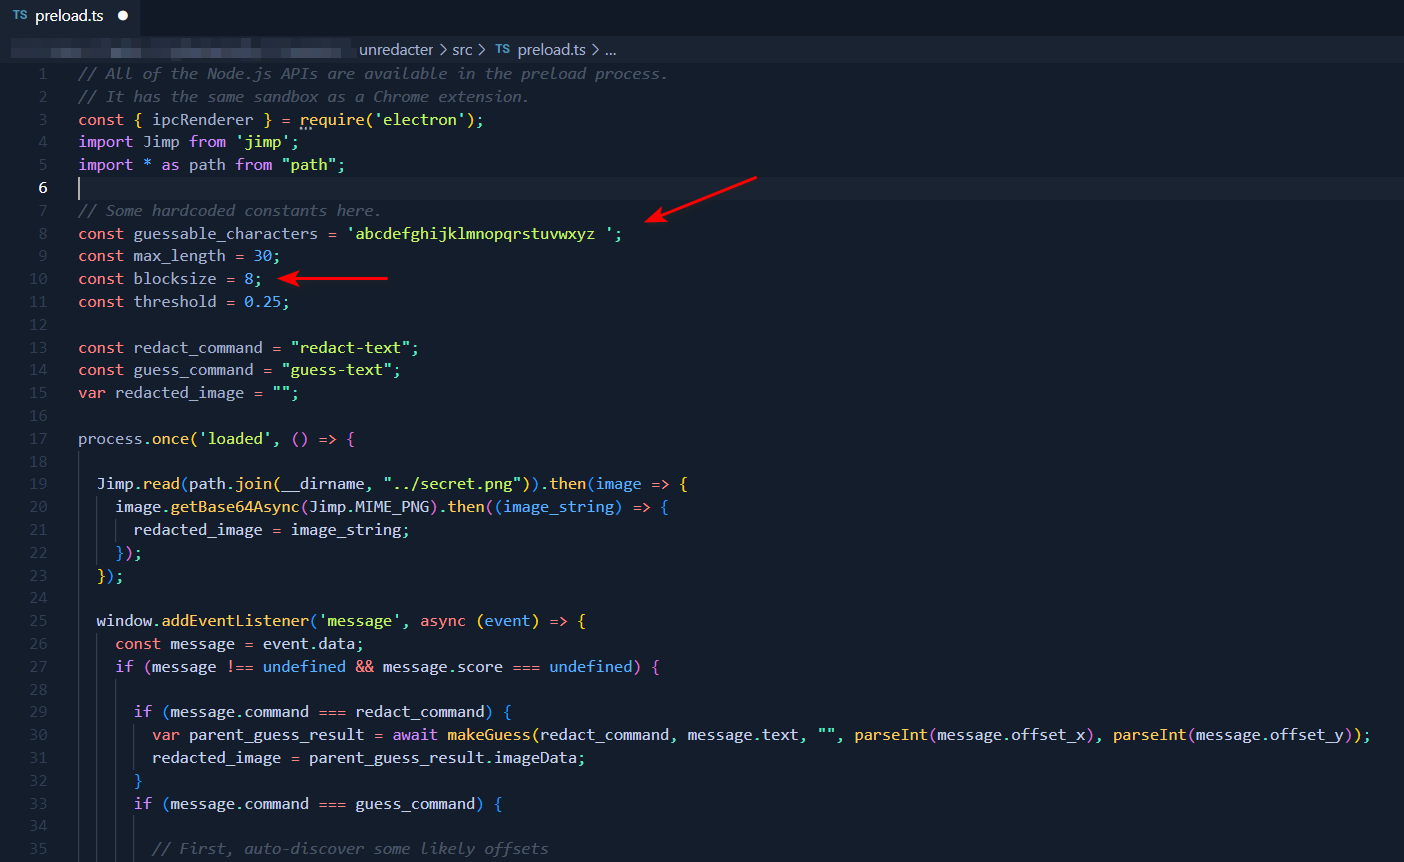 TS preload.ts
unredacter > src > TS preload.ts > ...
1 // All of the Node.js APIs are available in the preload process.
2 // It has the same sandbox as a Chrome extension.
3 const { ipcRenderer } = require('electron');
4 import Jimp from 'jimp';
5 import * as path from "path";
6
7 // Some hardcoded constants here.
8 const guessable_characters = 'abcdefghijklmnopqrstuvwxyz ';
9 const max_length = 30;
10 const blocksize = 8;
11 const threshold = 0.25;
12
13 const redact_command = "redact-text";
14 const guess_command = "guess-text";
15 var redacted_image = "";
16
17 process.once('loaded', () => {
18
19 Jimp.read(path.join(__dirname, "../secret.png")).then(image => {
20 image.getBase64Async(Jimp.MIME_PNG).then((image_string) => {
21 redacted_image = image_string;
22 });
23 });
24
25 window.addEventListener('message', async (event) => {
26 const message = event.data;
27 if (message !== undefined && message.score === undefined) {
28
29 if (message.command === redact_command) {
30 var parent_guess_result = await makeGuess(redact_command, message.text, "", parseInt(message.offset_x), parseInt(message.offset_y));
31 redacted_image = parent_guess_result.imageData;
32 }
33 if (message.command === guess_command) {
34
35 // First, auto-discover some likely offsets